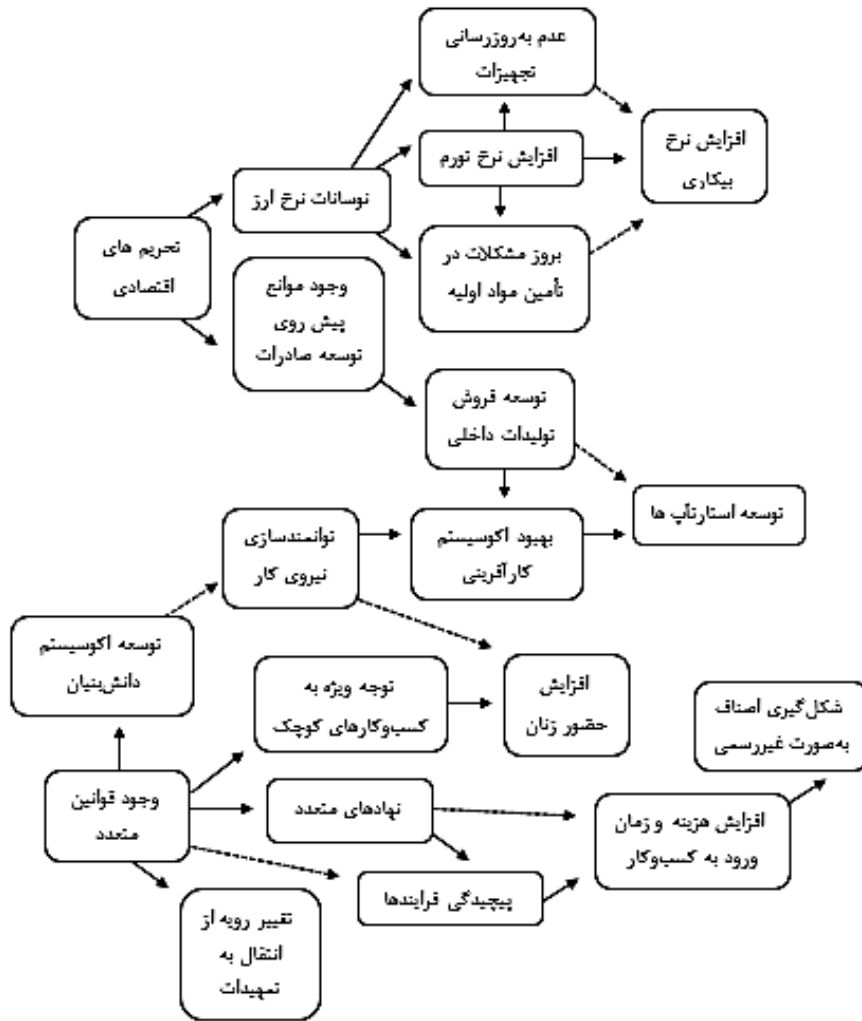 عدم به‌روزرسانی
تجهیزات
افزایش نرخ
بیکاری
افزایش نرخ تورم
نوسانات نرخ ارز
تحریم های
اقتصادی
بروز مشکلات در
تأمین مواد اولیه
وجود موانع
پیش روی
توسعه صادرات
توسعه فروش
تولیدات داخلی
توسعه استارتآپ ها
بهبود اکوسیستم
کارآفرینی
توانمندسازی
نیروی کار
توسعه اکوسیستم
دانش‌بنیان
توجه ویژه به
کسب‌وکارهای کوچک
افزایش
حضور زنان
شکل‌گیری اصناف
به‌صورت غیررسمی
وجود قوانین
متعدد
نهادهای متعدد
افزایش هزینه و زمان
ورود به کسب‌وکار
پیچیدگی فرایندها
تغییر رویه از
انتقال به
تمهیدات